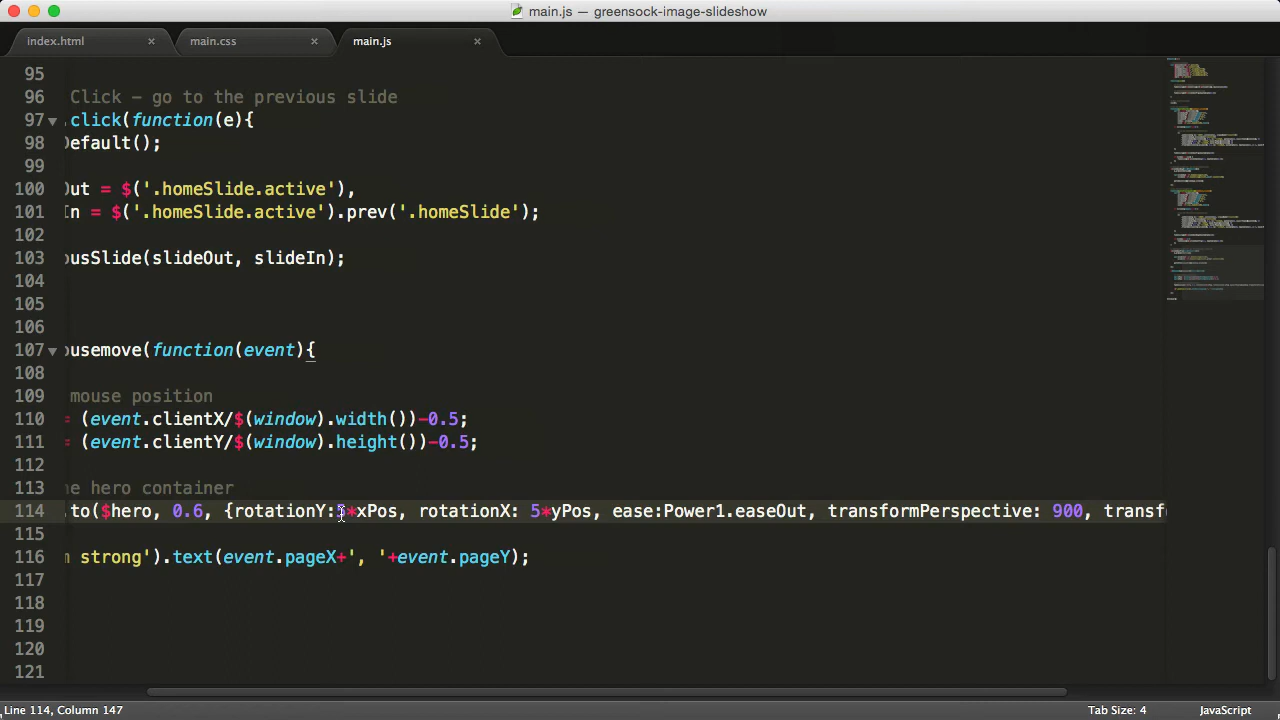 main.js — greensock-image-slideshow
index.html × main.css × main.js ×
95
96 Click – go to the previous slide
97 .click(function(e){
98 Default();
99
100 Out = $('.homeSlide.active'),
101 In = $('.homeSlide.active').prev('.homeSlide');
102
103 ousSlide(slideOut, slideIn);
104
105
106
107 ousemove(function(event){
108
109 mouse position
110 = (event.clientX/$(window).width())-0.5;
111 = (event.clientY/$(window).height())-0.5;
112
113 ne hero container
114 .to($hero, 0.6, {rotationY:5*xPos, rotationX: 5*yPos, ease:Power1.easeOut, transformPerspective: 900, transf
115
116 n strong').text(event.pageX+', '+event.pageY);
117
118
119
120
121
Line 114, Column 147 Tab Size: 4 JavaScript